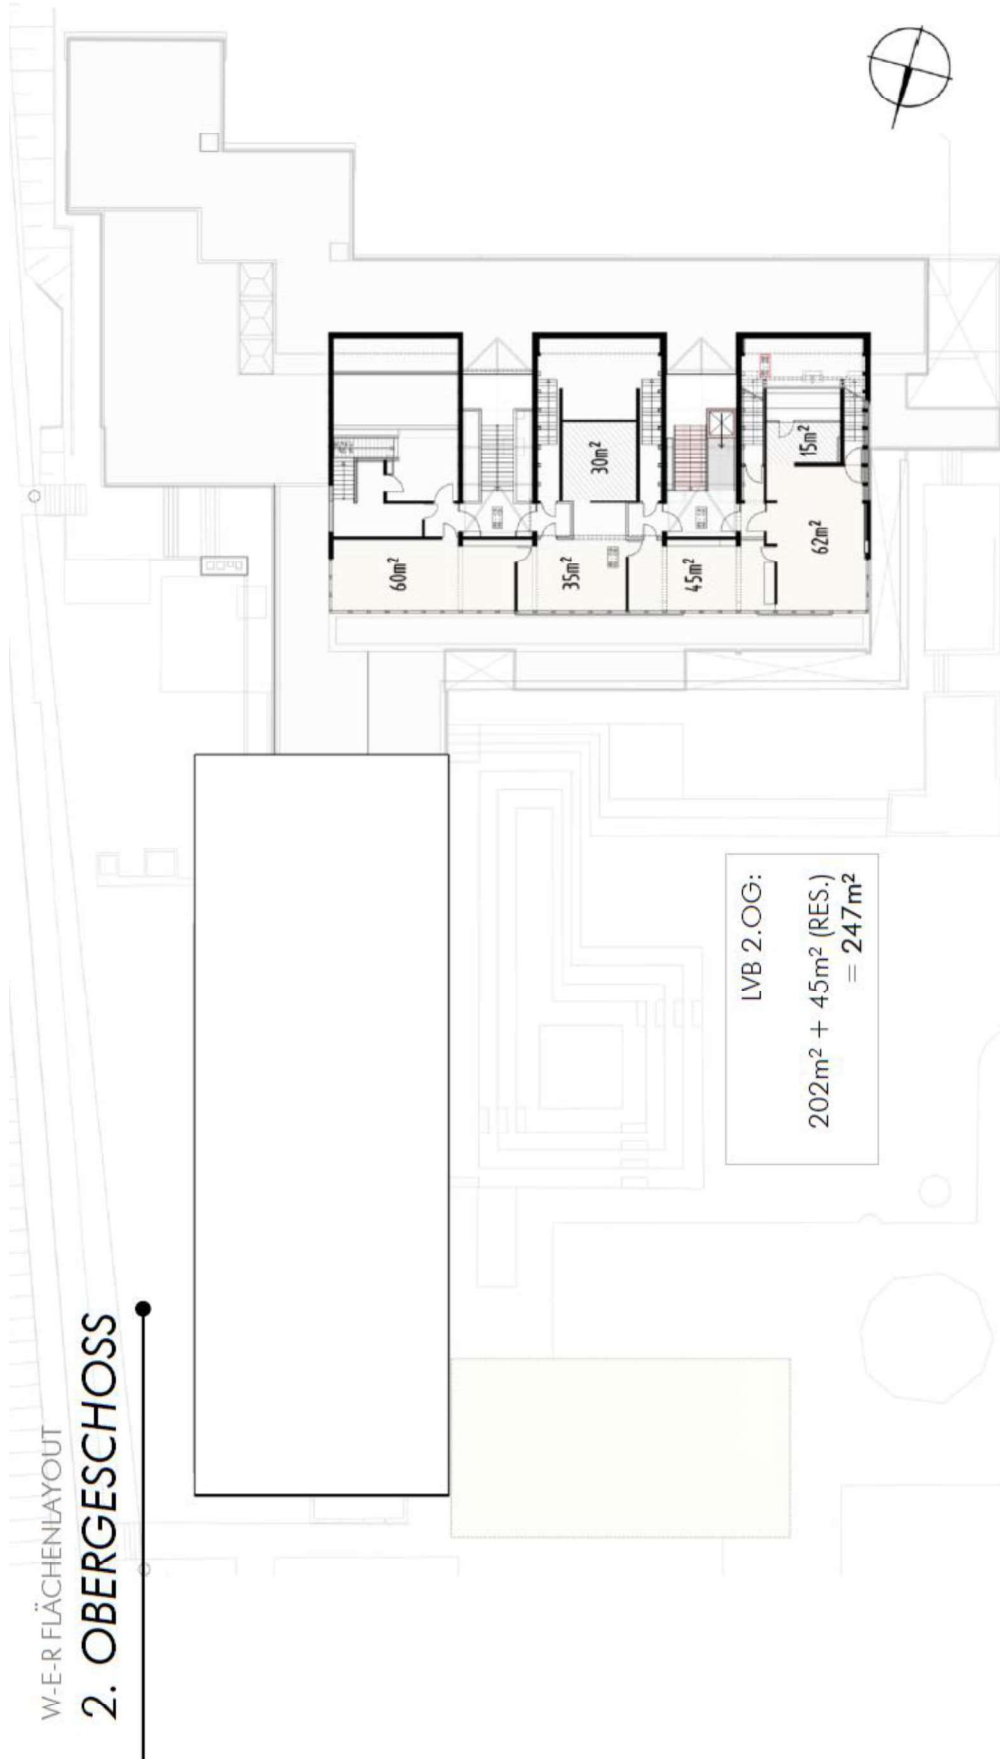 W-E-R FLÄCHENLAYOUT
2. OBERGESCHOSS
60m²
30m²
35m²
45m²
15m²
62m²
LVB 2.OG:
202m² + 45m² (RES.)
= 247m²